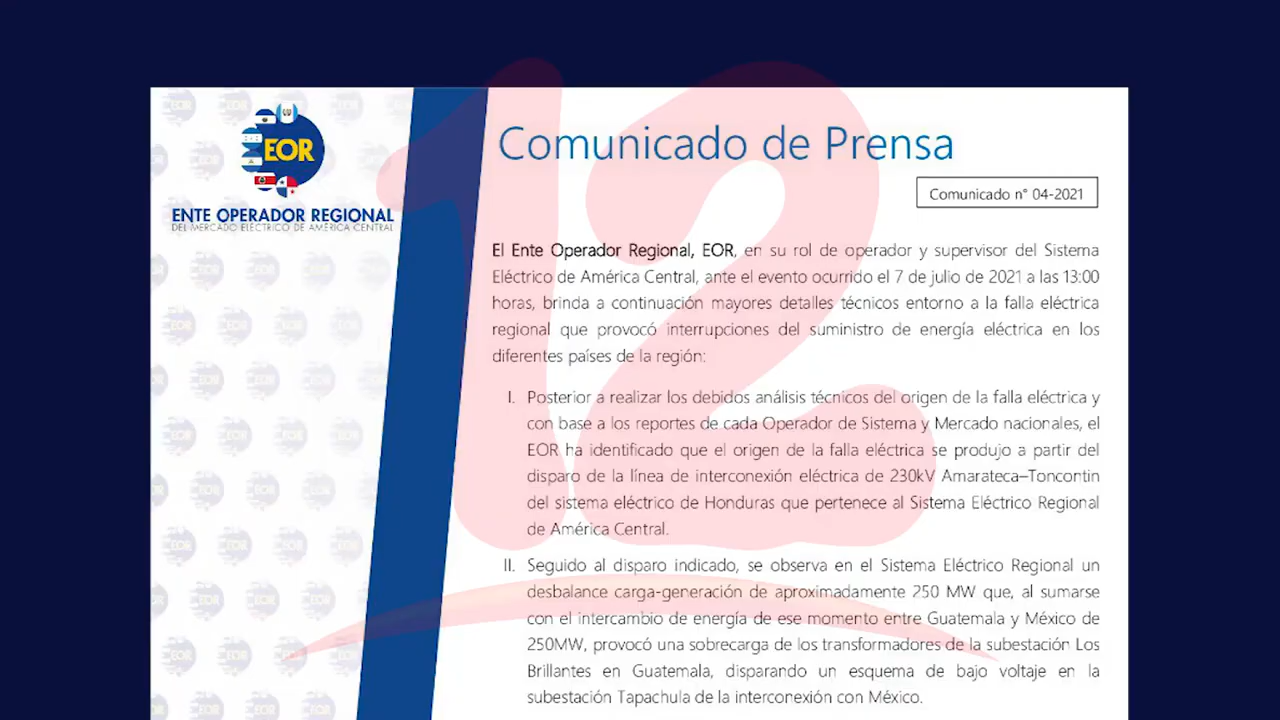 EOR
ENTE OPERADOR REGIONAL
DEL MERCADO ELÉCTRICO DE AMÉRICA CENTRAL
12
Comunicado de Prensa
Comunicado n° 04-2021
El Ente Operador Regional, EOR, en su rol de operador y supervisor del Sistema
Eléctrico de América Central, ante el evento ocurrido el 7 de julio de 2021 a las 13:00
horas, brinda a continuación mayores detalles técnicos entorno a la falla eléctrica
regional que provocó interrupciones del suministro de energía eléctrica en los
diferentes países de la región:
I. Posterior a realizar los debidos análisis técnicos del origen de la falla eléctrica y
con base a los reportes de cada Operador de Sistema y Mercado nacionales, el
EOR ha identificado que el origen de la falla eléctrica se produjo a partir del
disparo de la línea de interconexión eléctrica de 230kV Amarateca–Toncontin
del sistema eléctrico de Honduras que pertenece al Sistema Eléctrico Regional
de América Central.
II. Seguido al disparo indicado, se observa en el Sistema Eléctrico Regional un
desbalance carga-generación de aproximadamente 250 MW que, al sumarse
con el intercambio de energía de ese momento entre Guatemala y México de
250MW, provocó una sobrecarga de los transformadores de la subestación Los
Brillantes en Guatemala, disparando un esquema de bajo voltaje en la
subestación Tapachula de la interconexión con México.